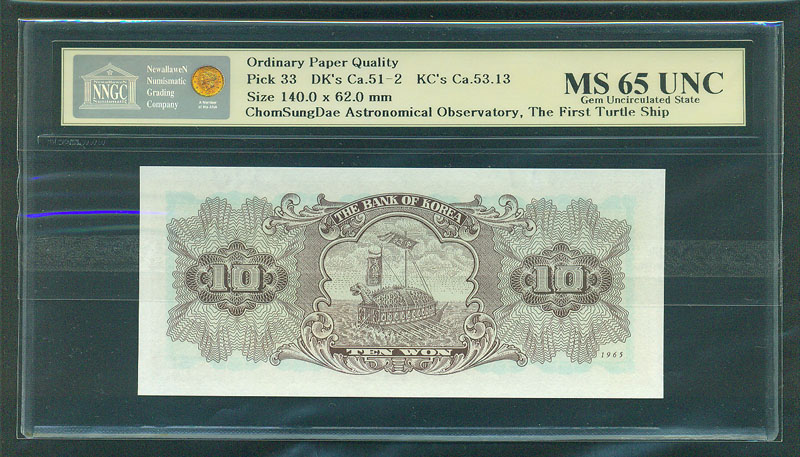 NewallaweN
Numismatic
Grading
Company
NNGC
A Member
Ordinary Paper Quality
Pick 33 DK's Ca.51-2 KC's Ca.53.13
Size 140.0 x 62.0 mm
ChomSungDae Astronomical Observatory, The First Turtle Ship
MS 65 UNC
Gem Uncirculated State
THE BANK OF KOREA
10 10
TEN WON
1965